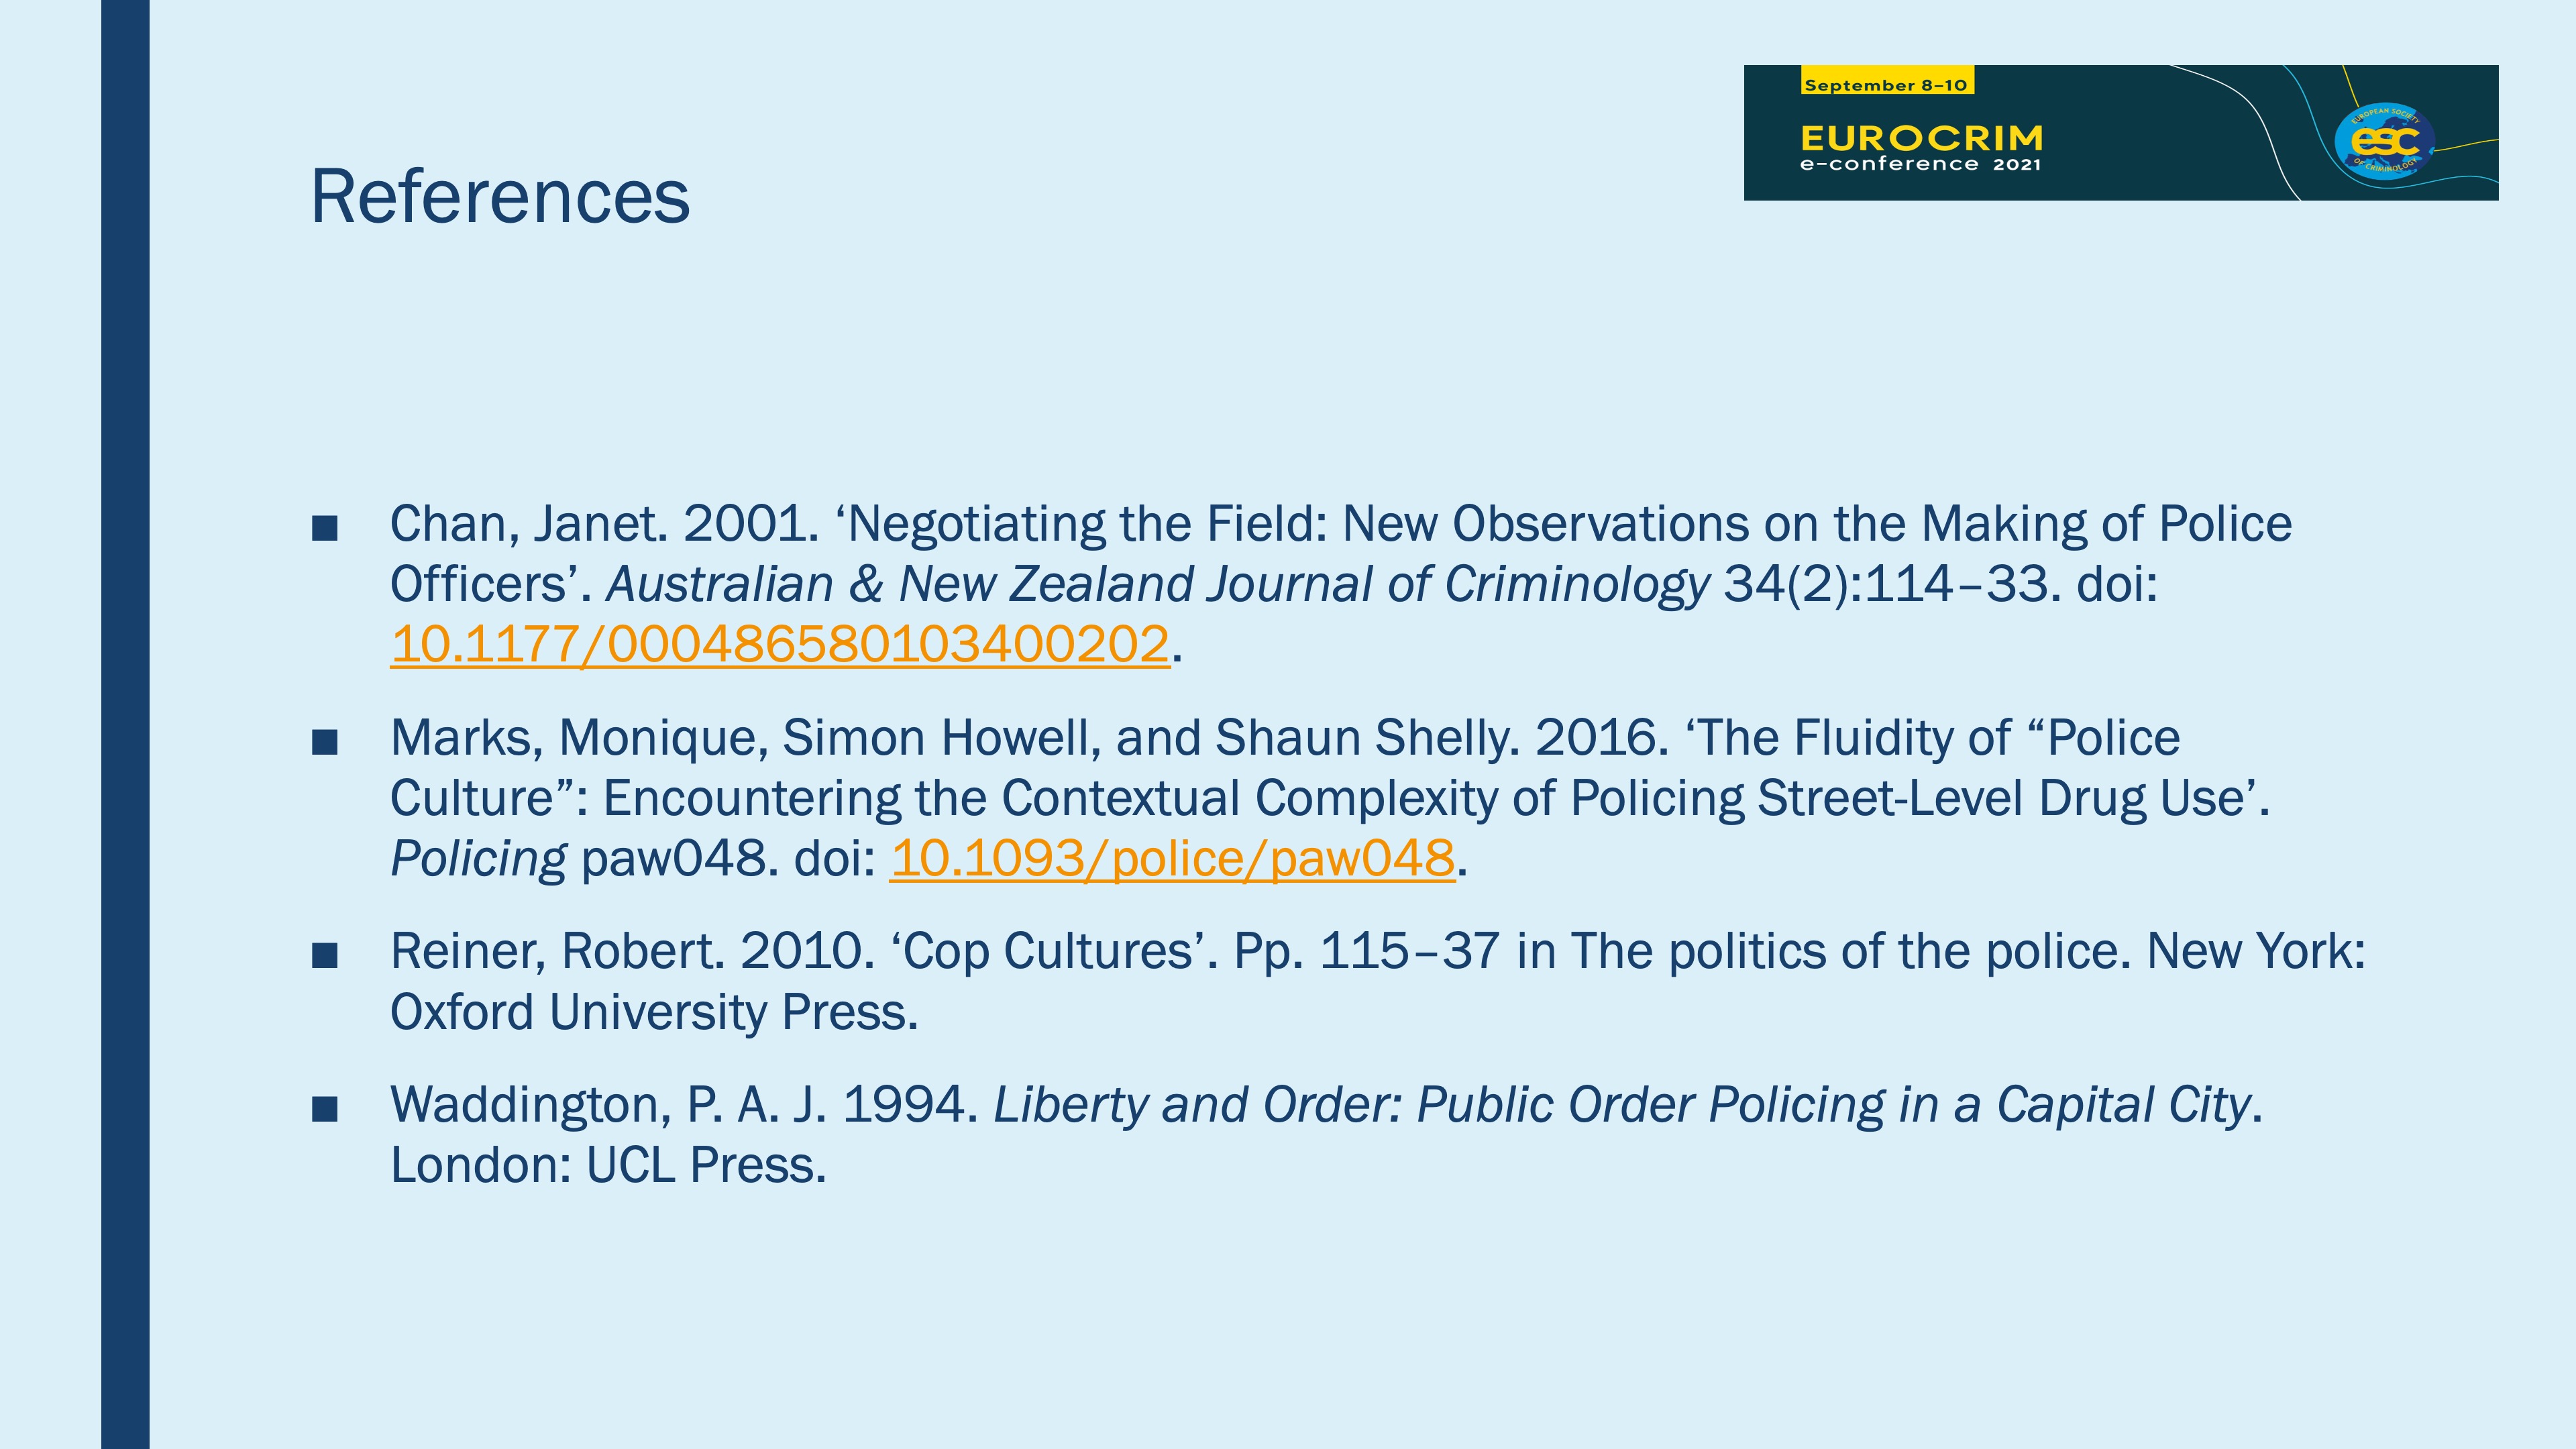 September 8–10
EUROCRIM
e-conference 2021
EUROPEAN SOCIETY
esc
OF CRIMINOLOGY
References
■ Chan, Janet. 2001. ‘Negotiating the Field: New Observations on the Making of Police
Officers’. Australian & New Zealand Journal of Criminology 34(2):114–33. doi:
10.1177/000486580103400202.
■ Marks, Monique, Simon Howell, and Shaun Shelly. 2016. ‘The Fluidity of “Police
Culture”: Encountering the Contextual Complexity of Policing Street-Level Drug Use’.
Policing paw048. doi: 10.1093/police/paw048.
■ Reiner, Robert. 2010. ‘Cop Cultures’. Pp. 115–37 in The politics of the police. New York:
Oxford University Press.
■ Waddington, P. A. J. 1994. Liberty and Order: Public Order Policing in a Capital City.
London: UCL Press.